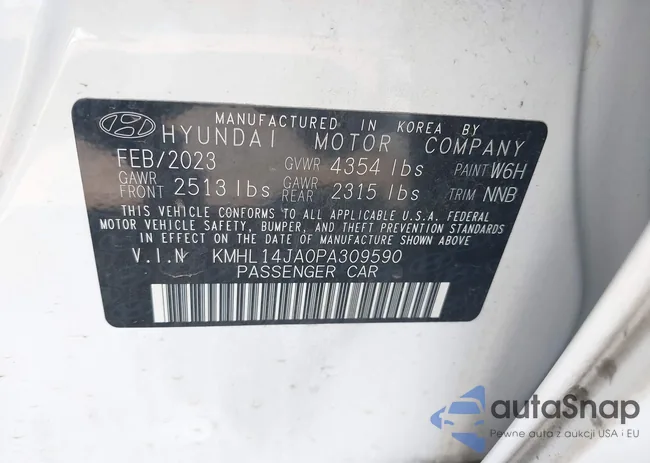 MANUFACTURED IN KOREA BY
HYUNDAI MOTOR COMPANY
FEB/2023 GVWR 4354 lbs PAINT W6H
GAWR FRONT 2513 lbs GAWR REAR 2315 lbs TRIM NNB
THIS VEHICLE CONFORMS TO ALL APPLICABLE U.S.A. FEDERAL
MOTOR VEHICLE SAFETY, BUMPER, AND THEFT PREVENTION STANDARDS
IN EFFECT ON THE DATE OF MANUFACTURE SHOWN ABOVE
V.I.N KMHL14JA0PA309590
PASSENGER CAR
autaSnap
Pewne auta z aukcji USA i EU